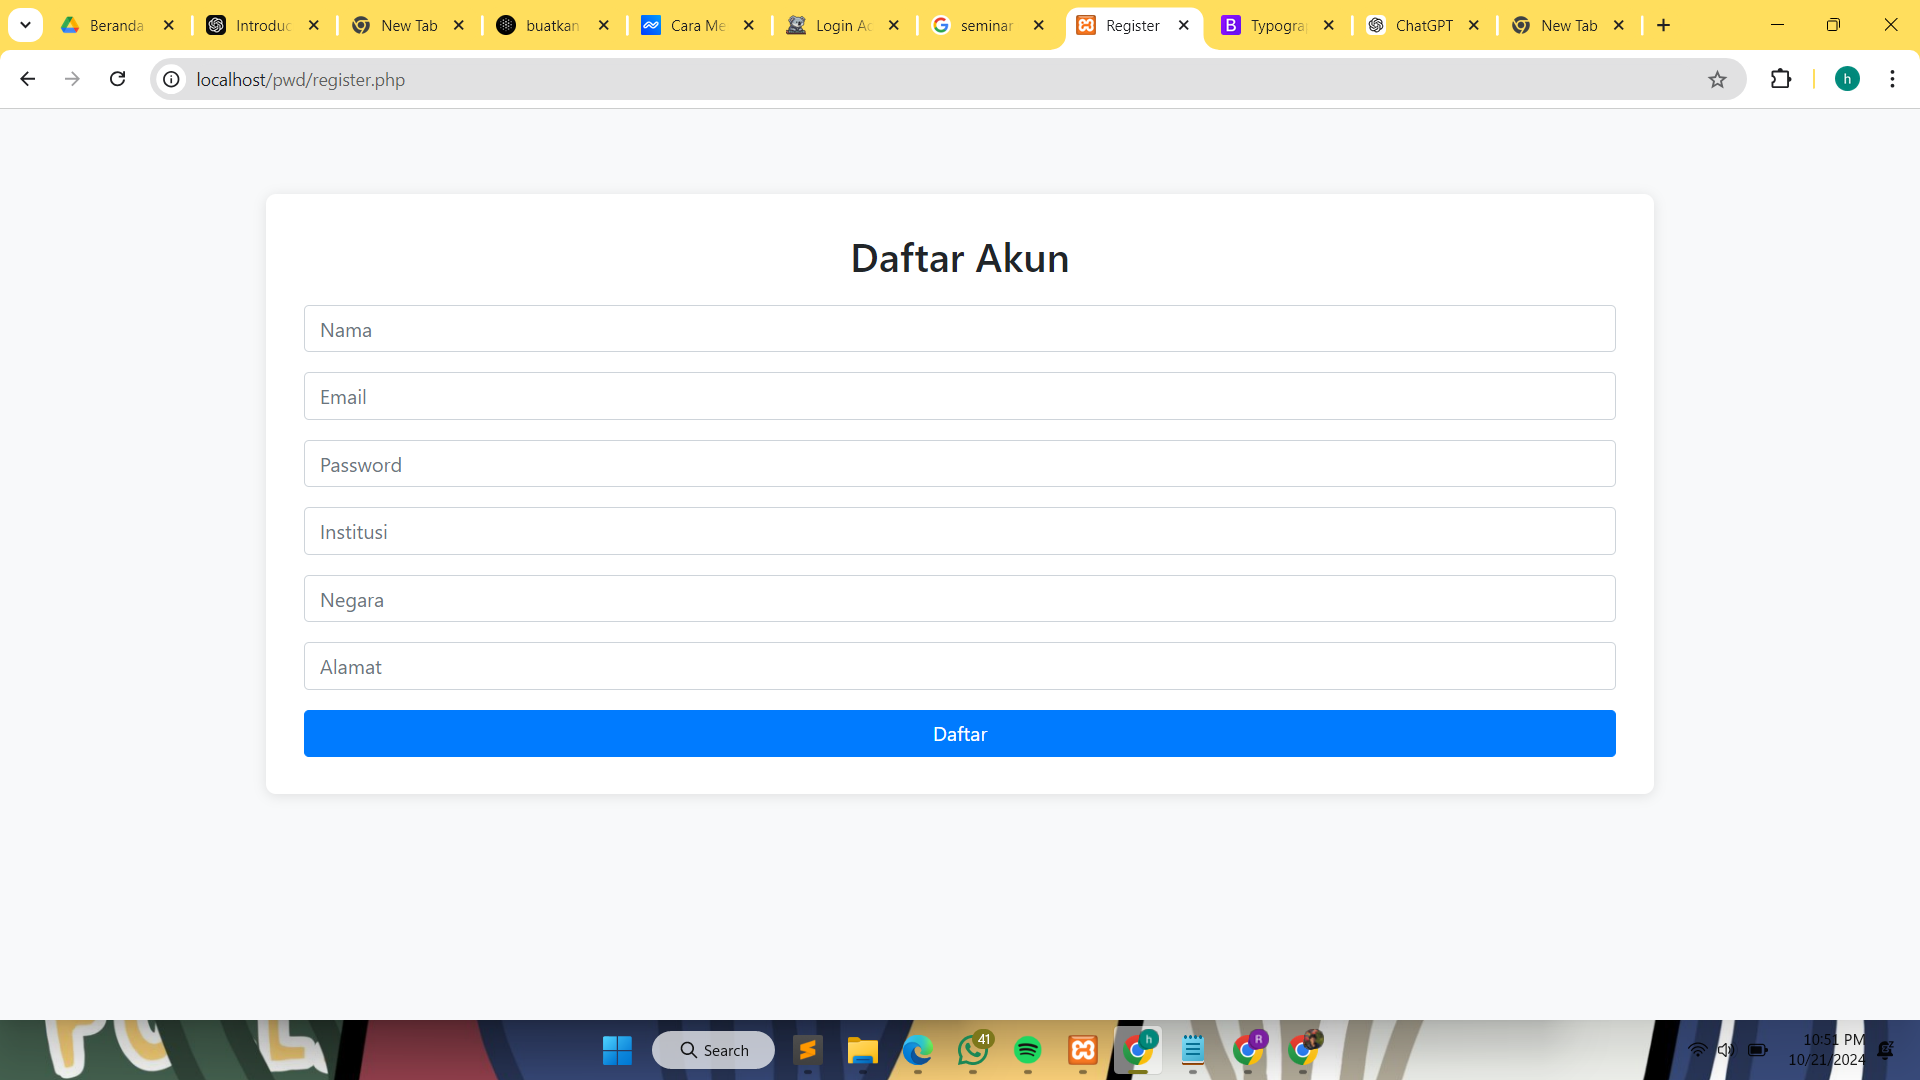 Beranda
Introduc
New Tab
buatkan
Cara Me
Login Ac
seminar
Register
Typogra
ChatGPT
New Tab
localhost/pwd/register.php
h
Daftar Akun
Nama
Email
Password
Institusi
Negara
Alamat
Daftar
Search
41
h
R
10:51 PM
10/21/2024